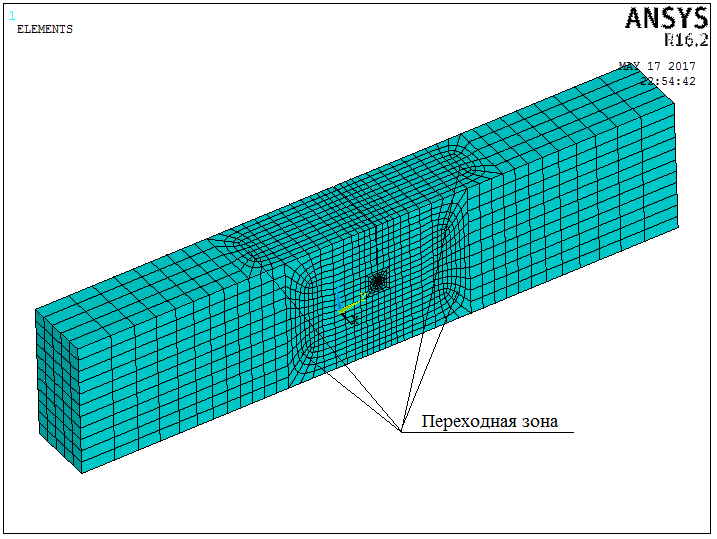 1
ELEMENTS
ANSYS
R16.2
MAY 17 2017
22:54:42
Переходная зона